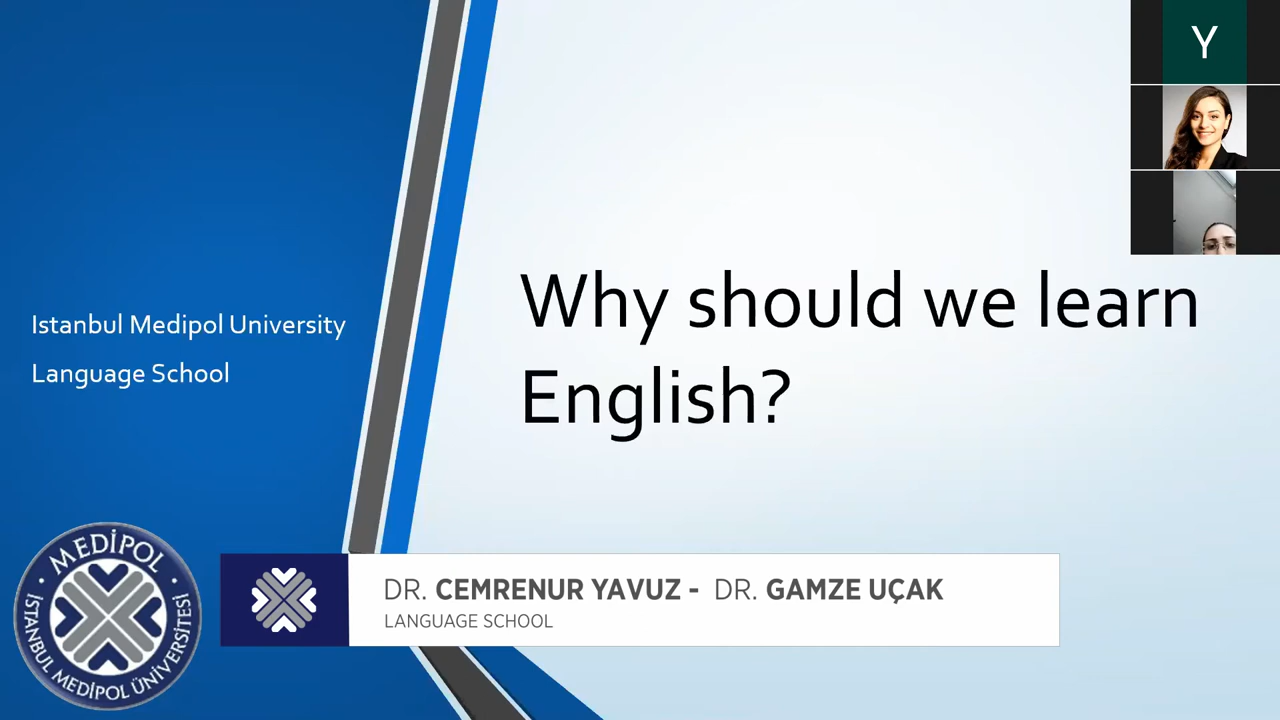 Y
Why should we learn
English?
Istanbul Medipol University
Language School
MEDİPOL
İSTANBUL MEDİPOL ÜNİVERSİTESİ
DR. CEMRENUR YAVUZ - DR. GAMZE UÇAK
LANGUAGE SCHOOL